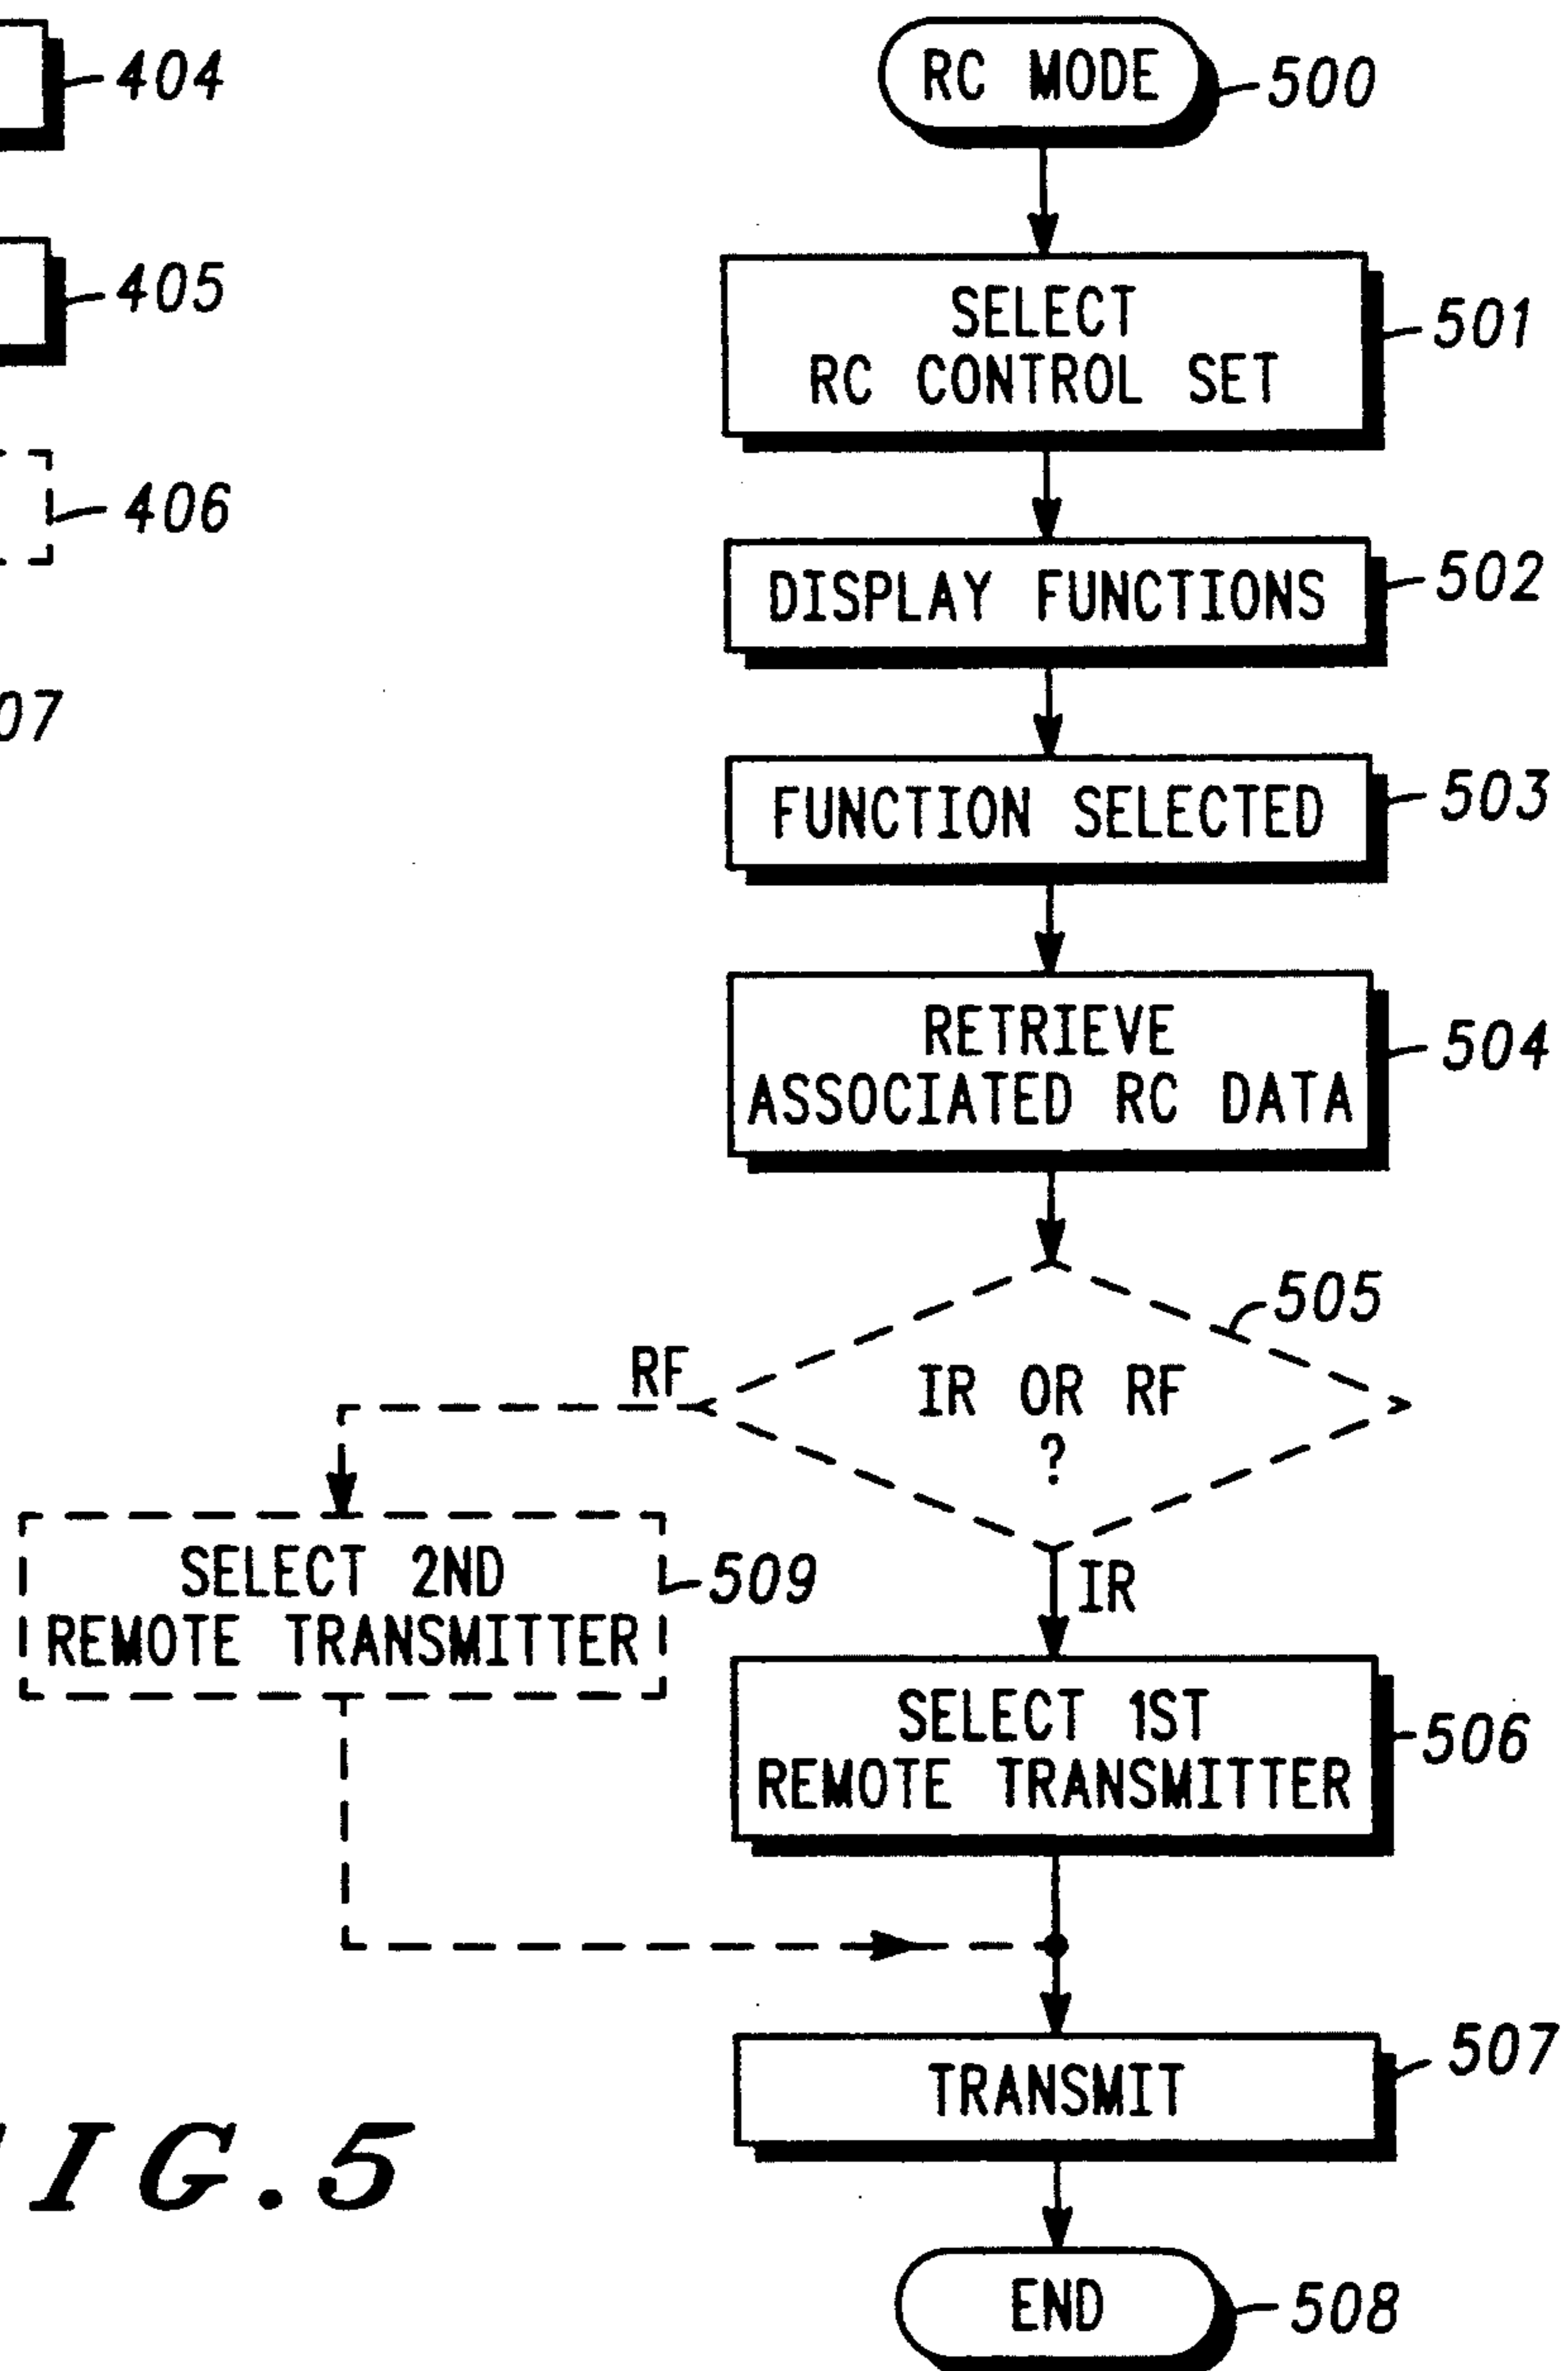 404
405
406
07
RC MODE
500
SELECT
RC CONTROL SET
501
DISPLAY FUNCTIONS
502
FUNCTION SELECTED
503
RETRIEVE
ASSOCIATED RC DATA
504
505
IR OR RF
?
RF
IR
SELECT 2ND
REMOTE TRANSMITTER
509
SELECT 1ST
REMOTE TRANSMITTER
506
TRANSMIT
507
END
508
IG.5